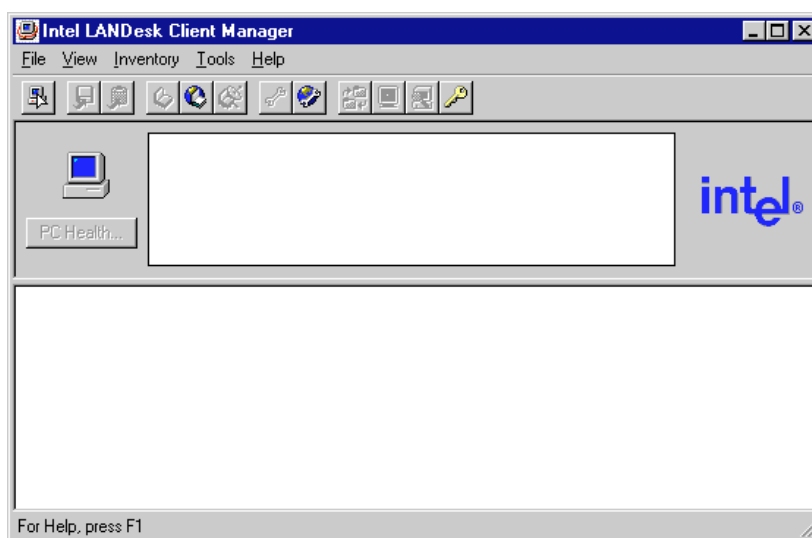 Intel LANDesk Client Manager
File View Inventory Tools Help
PC Health...
intel®
For Help, press F1